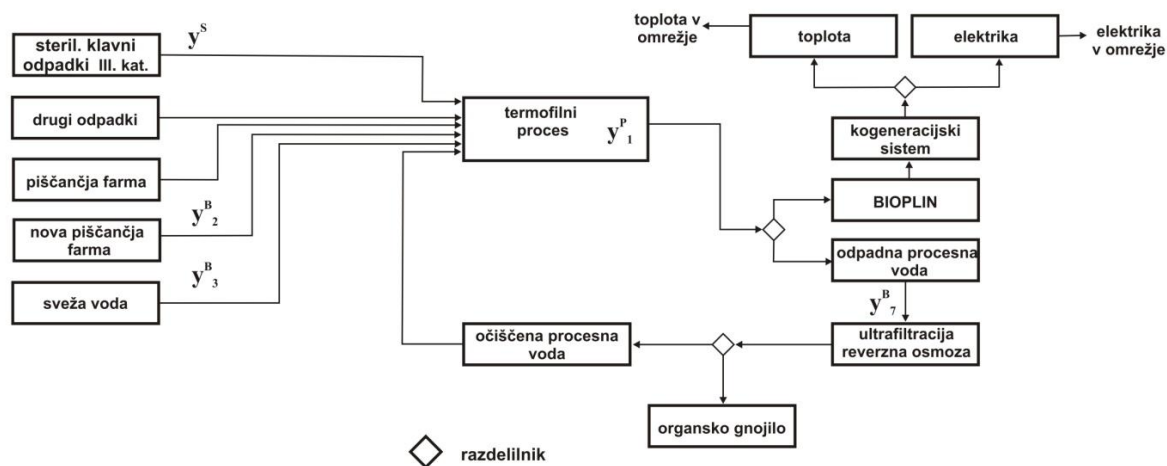 steril. klavni
odpadki III. kat.
y^S
drugi odpadki
piščančja farma
nova piščančja
farma
y^B_2
sveža voda
y^B_3
termofilni
proces
y^P_1
toplota v
omrežje
toplota
elektrika
elektrika
v omrežje
kogeneracijski
sistem
BIOPLIN
odpadna procesna
voda
y^B_7
ultrafiltracija
reverzna osmoza
očiščena procesna
voda
organsko gnojilo
razdelilnik